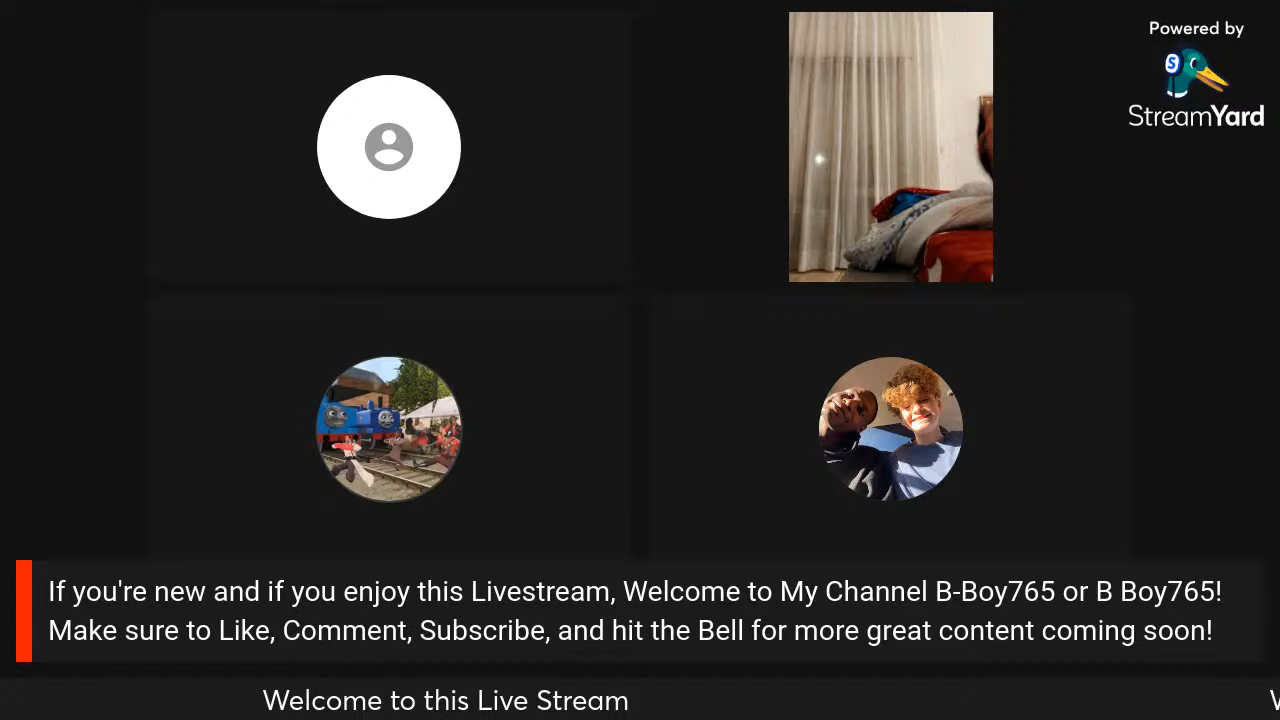 Powered by
StreamYard
If you're new and if you enjoy this Livestream, Welcome to My Channel B-Boy765 or B Boy765!
Make sure to Like, Comment, Subscribe, and hit the Bell for more great content coming soon!
Welcome to this Live Stream